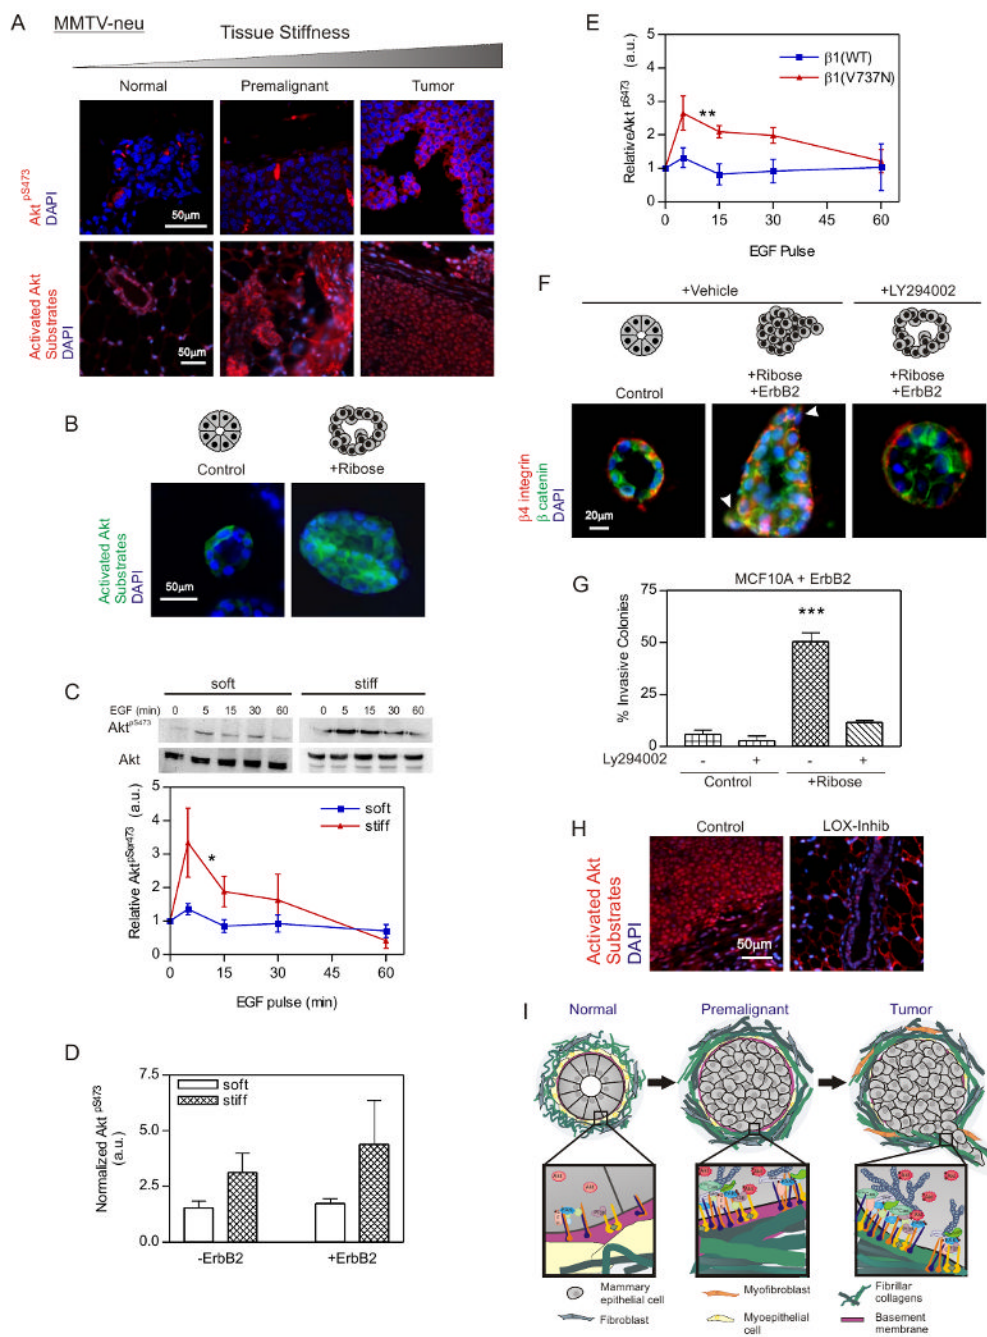 A
MMTV-neu
Tissue Stiffness
Normal
Premalignant
Tumor
Akt pS473
DAPI
50µm
Activated Akt
Substrates
DAPI
50µm
B
Control
+Ribose
Activated Akt
Substrates
DAPI
50µm
C
soft
stiff
EGF (min)
0 5 15 30 60
0 5 15 30 60
Akt pS473
Akt
Relative Akt pSer473 (a.u.)
5
4
3
2
1
0
soft
stiff
*
0 15 30 45 60
EGF pulse (min)
D
Normalized Akt pS473
(a.u.)
7.5
5.0
2.5
0.0
soft
stiff
-ErbB2
+ErbB2
E
RelativeAkt pS473 (a.u.)
5
4
3
2
1
0
β1(WT)
β1(V737N)
**
0 15 30 45 60
EGF Pulse
F
+Vehicle
+LY294002
Control
+Ribose
+ErbB2
+Ribose
+ErbB2
β4 integrin
β catenin
DAPI
20µm
G
MCF10A + ErbB2
% Invasive Colonies
75
50
25
0
***
Ly294002
- + - +
Control
+Ribose
H
Control
LOX-Inhib
Activated Akt
Substrates
DAPI
50µm
I
Normal
Premalignant
Tumor
Mammary
epithelial cell
Fibroblast
Myofibroblast
Myoepithelial
cell
Fibrillar
collagens
Basement
membrane